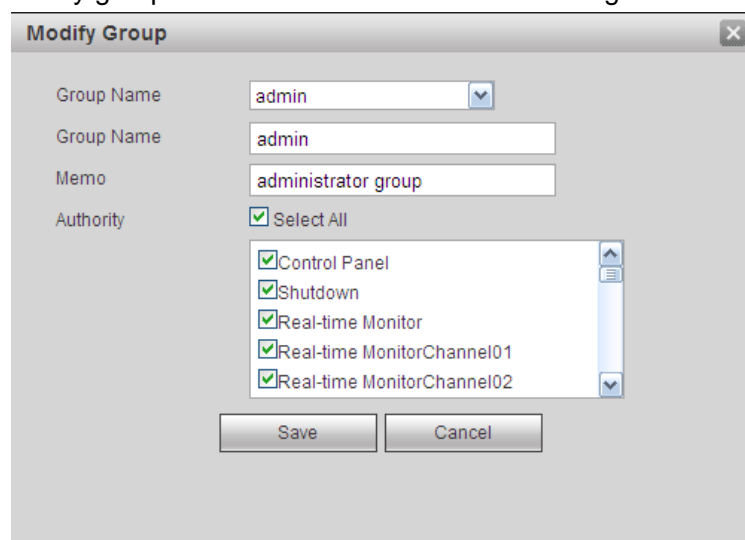 Modify Group
Group Name admin
Group Name admin
Memo administrator group
Authority Select All
Control Panel
Shutdown
Real-time Monitor
Real-time MonitorChannel01
Real-time MonitorChannel02
Save Cancel